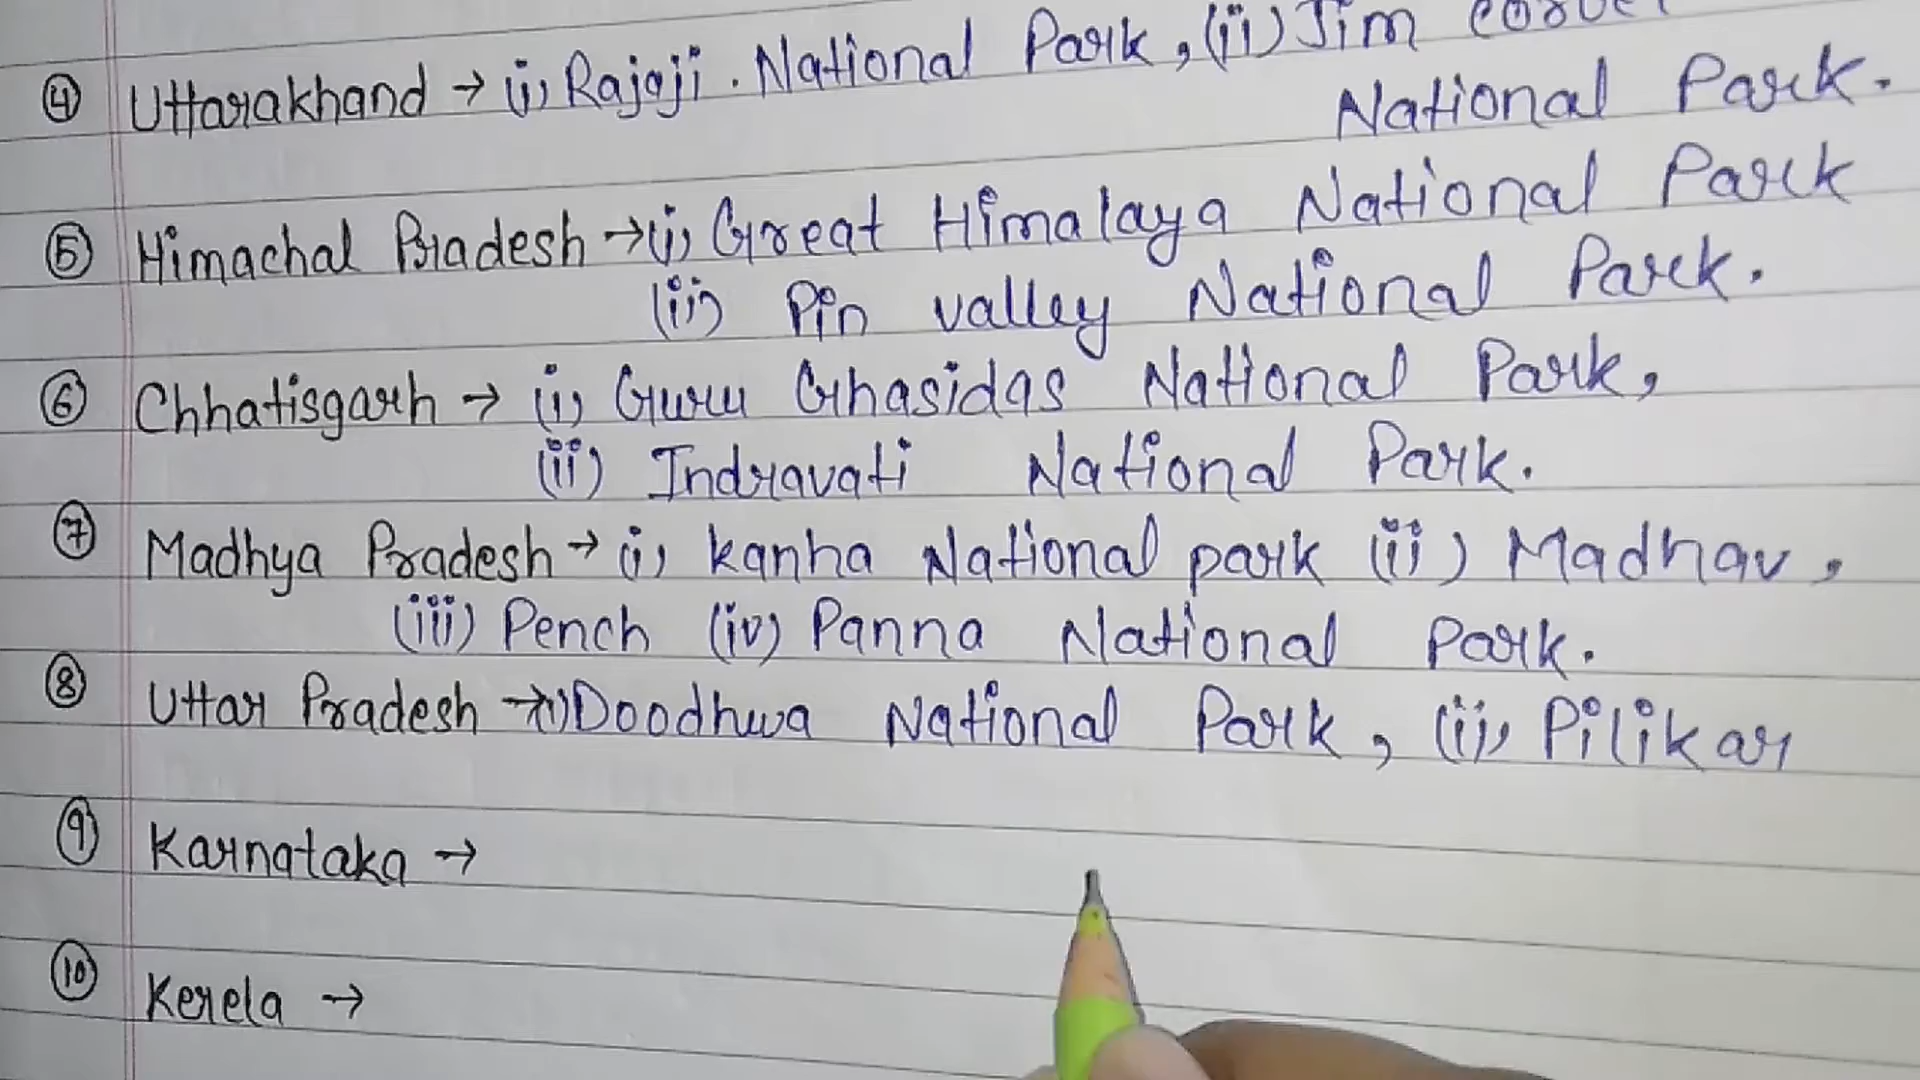 ④ Uttarakhand → (i) Rajaji. National Park, (ii) Jim
National Park.
⑤ Himachal Pradesh → (i) Great Himalaya National Park
(ii) Pin valley National Park.
⑥ Chhatisgarh → (i) Guru Ghasidas National Park,
(ii) Indravati National Park.
⑦ Madhya Pradesh → (i) kanha National park (ii) Madhav,
(iii) Pench (iv) Panna National Park.
⑧ Uttar Pradesh → (i) Doodhwa National Park, (ii) Pilikar
⑨ Karnataka →
⑩ Kerela →